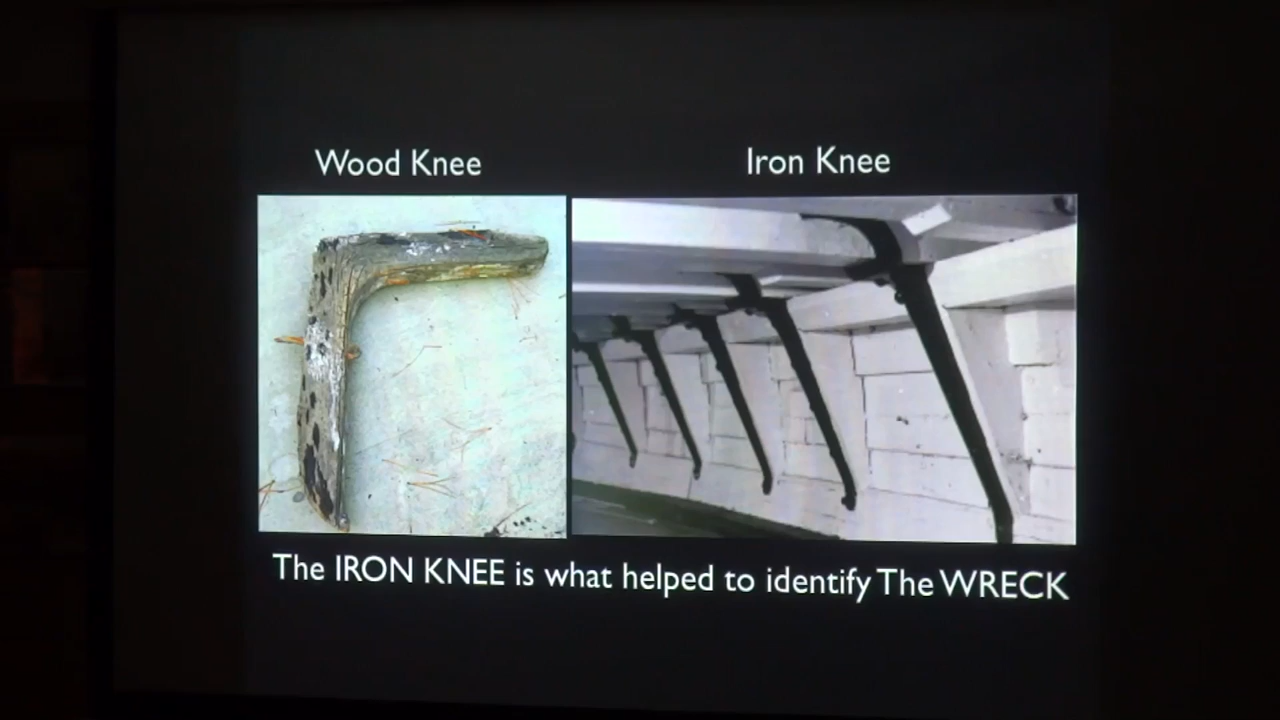 Wood Knee
Iron Knee
The IRON KNEE is what helped to identify The WRECK